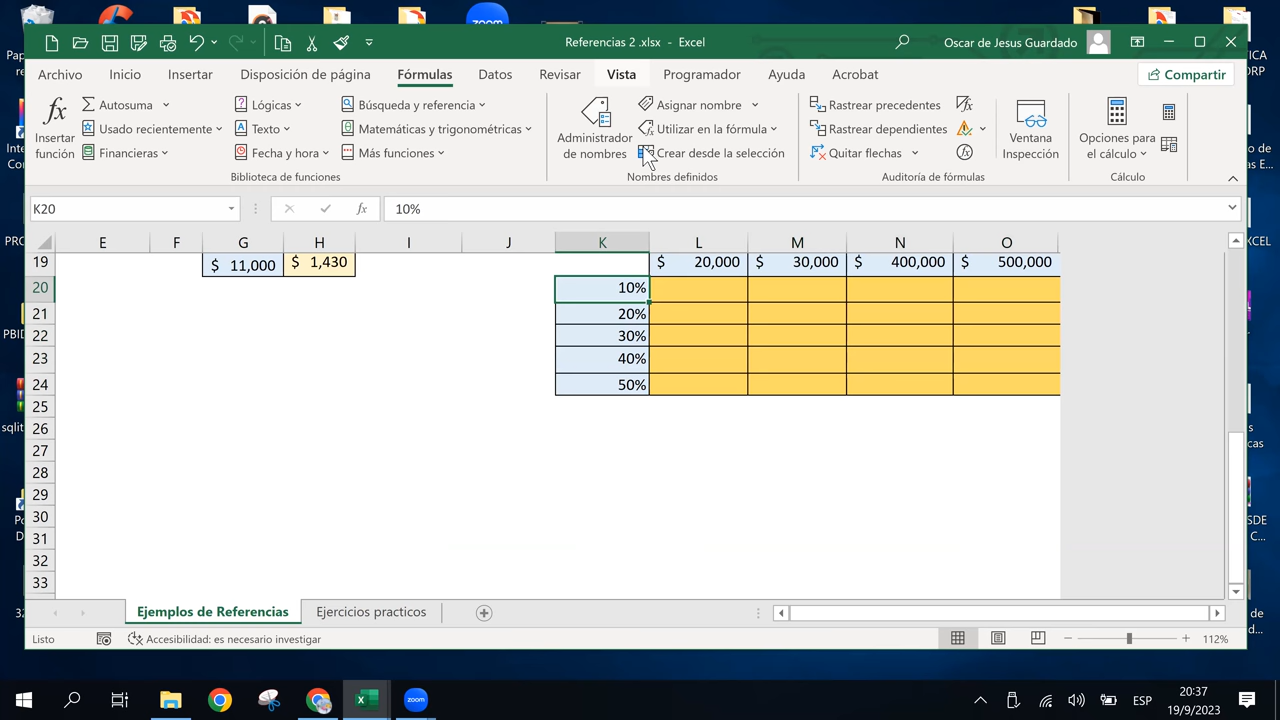 Referencias 2 .xlsx - Excel
Oscar de Jesus Guardado
Archivo Inicio Insertar Disposición de página Fórmulas Datos Revisar Vista Programador Ayuda Acrobat Compartir
Insertar función
Autosuma
Usado recientemente
Financieras
Lógicas
Texto
Fecha y hora
Búsqueda y referencia
Matemáticas y trigonométricas
Más funciones
Biblioteca de funciones
Administrador de nombres
Asignar nombre
Utilizar en la fórmula
Crear desde la selección
Nombres definidos
Rastrear precedentes
Rastrear dependientes
Quitar flechas
Auditoría de fórmulas
Ventana Inspección
Opciones para el cálculo
Cálculo
K20 fx 10%
E F G H I J K L M N O
19 $ 11,000 $ 1,430 $ 20,000 $ 30,000 $ 400,000 $ 500,000
20 10%
21 20%
22 30%
23 40%
24 50%
25
26
27
28
29
30
31
32
33
Ejemplos de Referencias Ejercicios practicos
Listo Accesibilidad: es necesario investigar 112%
zoom
zoom
ESP
20:37
19/9/2023